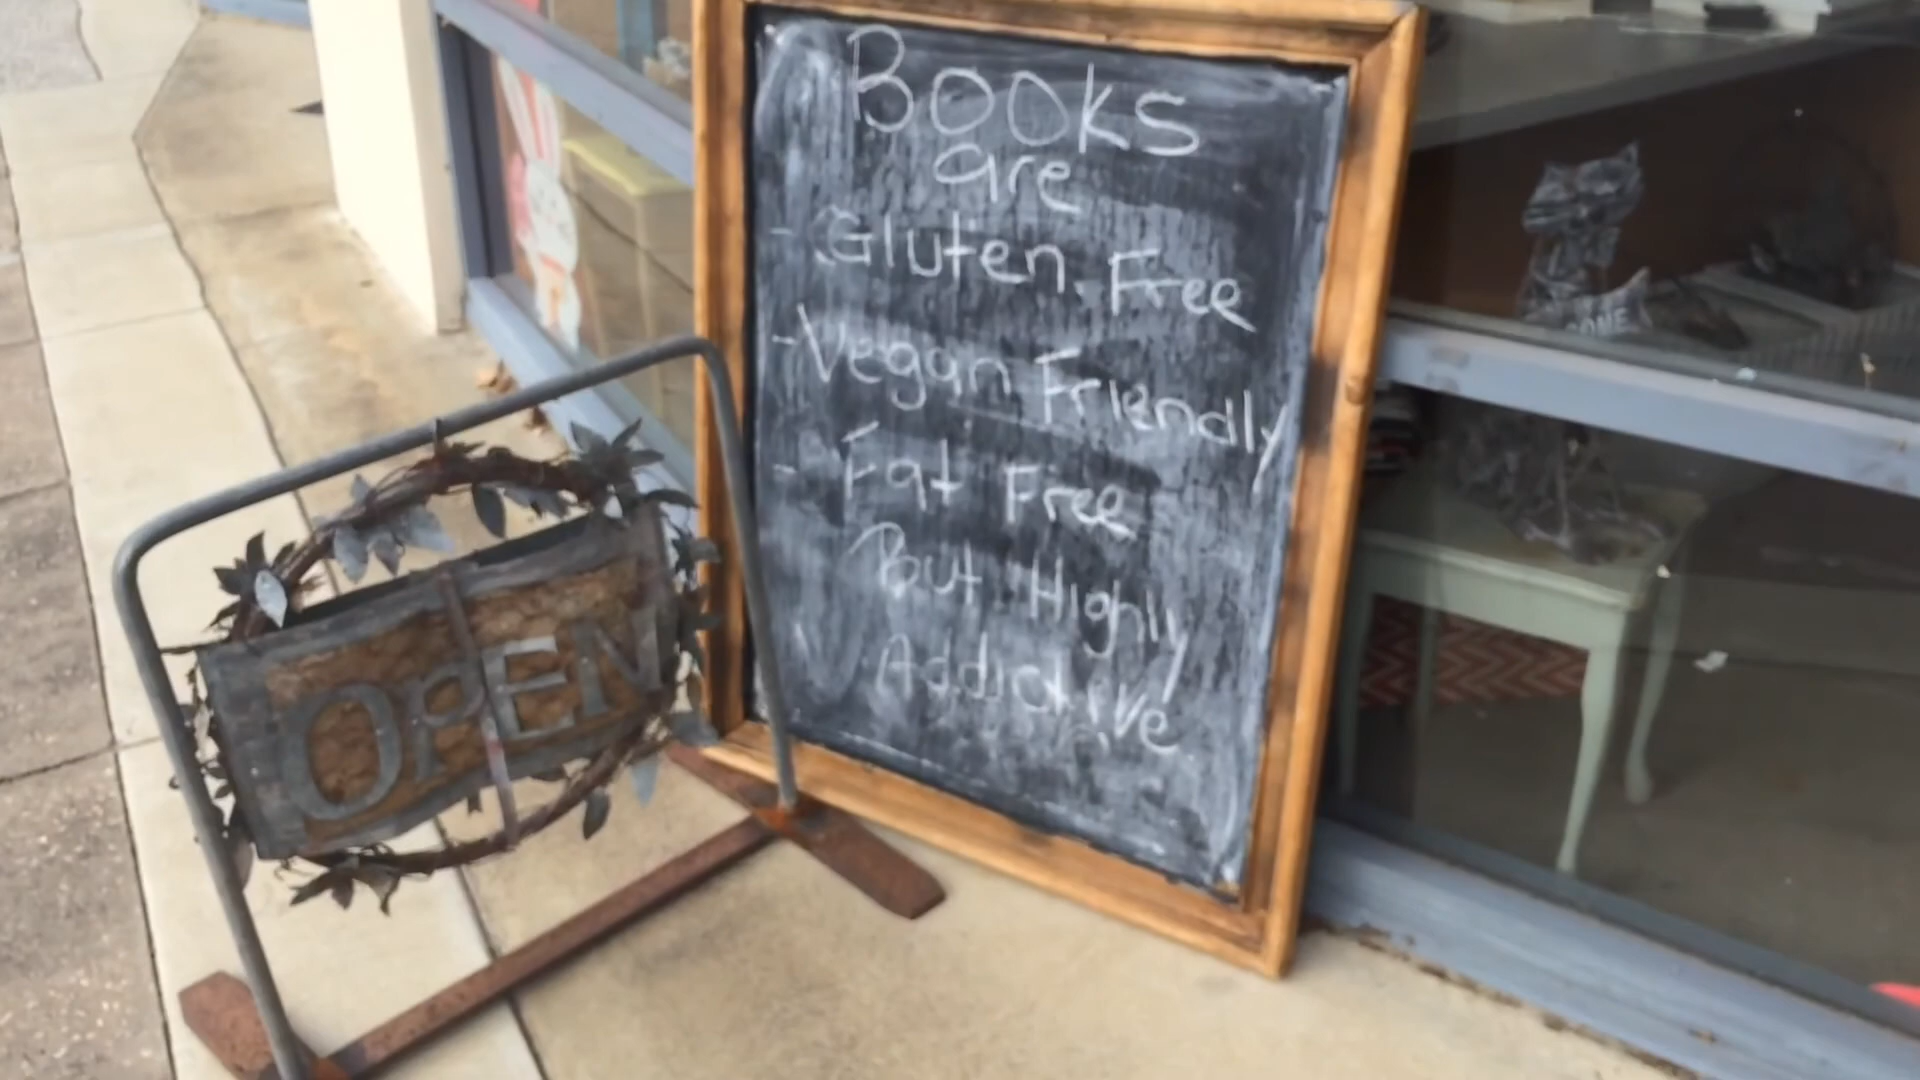 Books
are
- Gluten Free
- Vegan Friendly
- Fat Free
But Highly
Addictive
OPEN